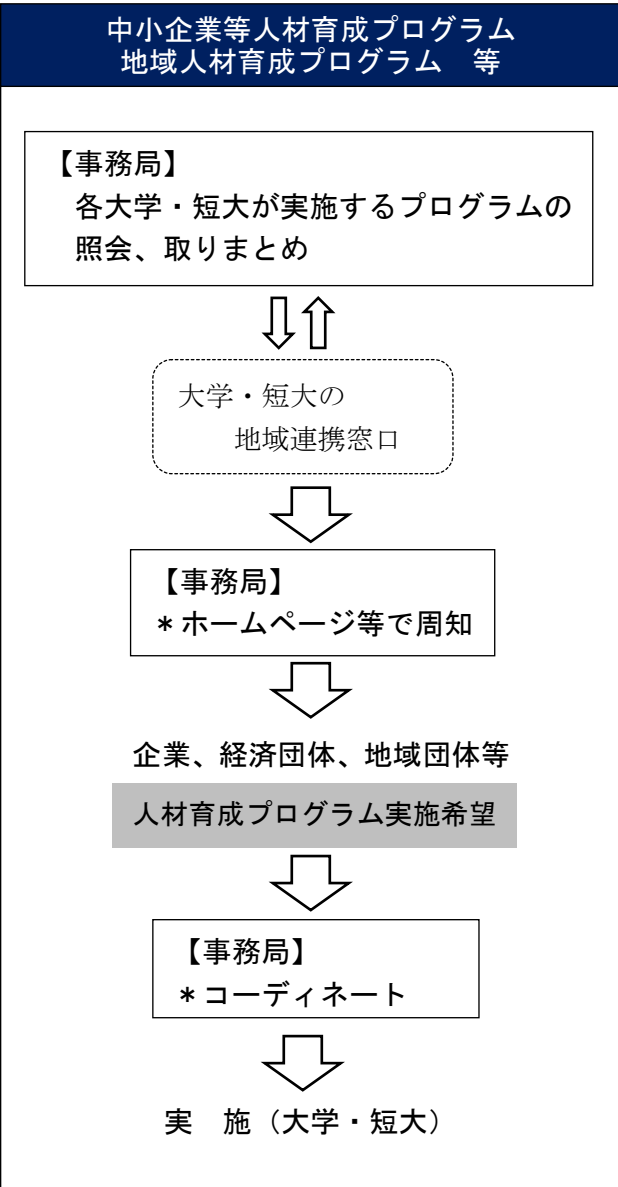 中小企業等人材育成プログラム
地域人材育成プログラム　等
【事務局】
各大学・短大が実施するプログラムの
照会、取りまとめ
大学・短大の
地域連携窓口
【事務局】
＊ホームページ等で周知
企業、経済団体、地域団体等
人材育成プログラム実施希望
【事務局】
＊コーディネート
実　施（大学・短大）